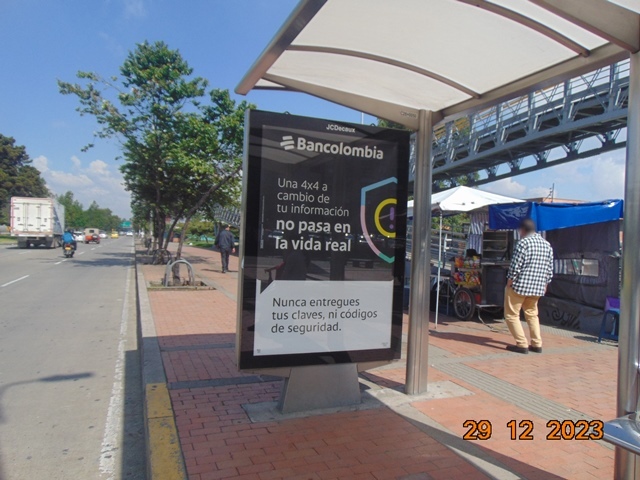 JCDecaux
Bancolombia
Una 4x4 a
cambio de
tu información
no pasa en
la vida real
Nunca entregues
tus claves, ni códigos
de seguridad.
29 12 2023